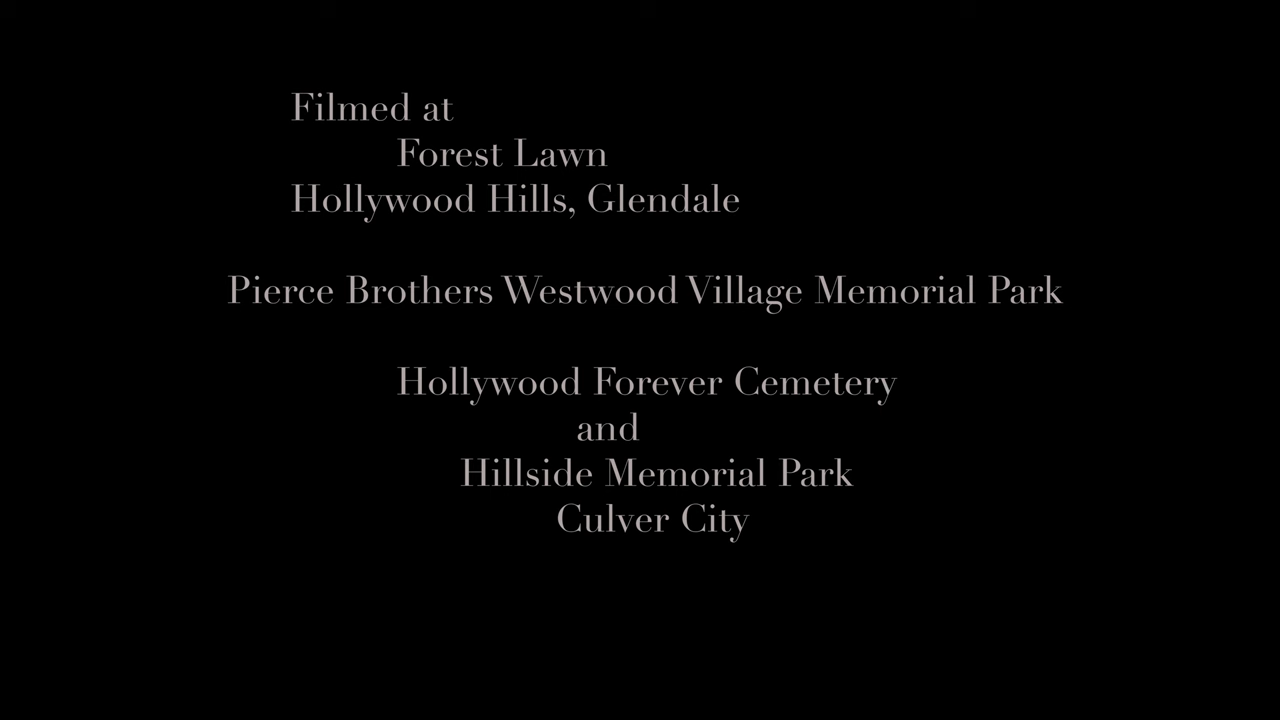 Filmed at
Forest Lawn
Hollywood Hills, Glendale
Pierce Brothers Westwood Village Memorial Park
Hollywood Forever Cemetery
and
Hillside Memorial Park
Culver City